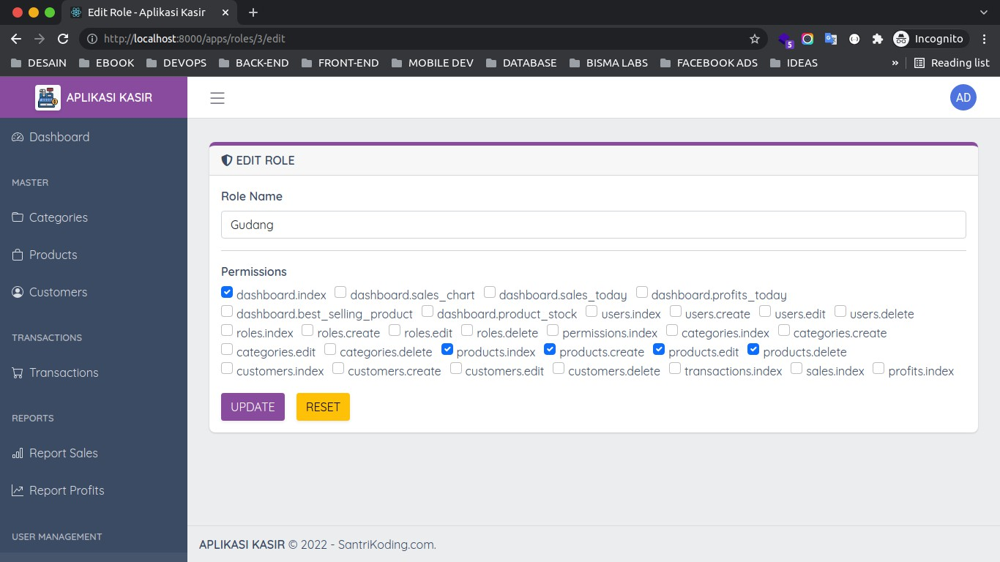 Edit Role - Aplikasi Kasir
http://localhost:8000/apps/roles/3/edit
5
Incognito
DESAIN EBOOK DEVOPS BACK-END FRONT-END MOBILE DEV DATABASE BISMA LABS FACEBOOK ADS IDEAS » Reading list
APLIKASI KASIR
AD
Dashboard
MASTER
Categories
Products
Customers
TRANSACTIONS
Transactions
REPORTS
Report Sales
Report Profits
USER MANAGEMENT
EDIT ROLE
Role Name
Gudang
Permissions
dashboard.index dashboard.sales_chart dashboard.sales_today dashboard.profits_today
dashboard.best_selling_product dashboard.product_stock users.index users.create users.edit users.delete
roles.index roles.create roles.edit roles.delete permissions.index categories.index categories.create
categories.edit categories.delete products.index products.create products.edit products.delete
customers.index customers.create customers.edit customers.delete transactions.index sales.index profits.index
UPDATE RESET
APLIKASI KASIR © 2022 - SantriKoding.com.